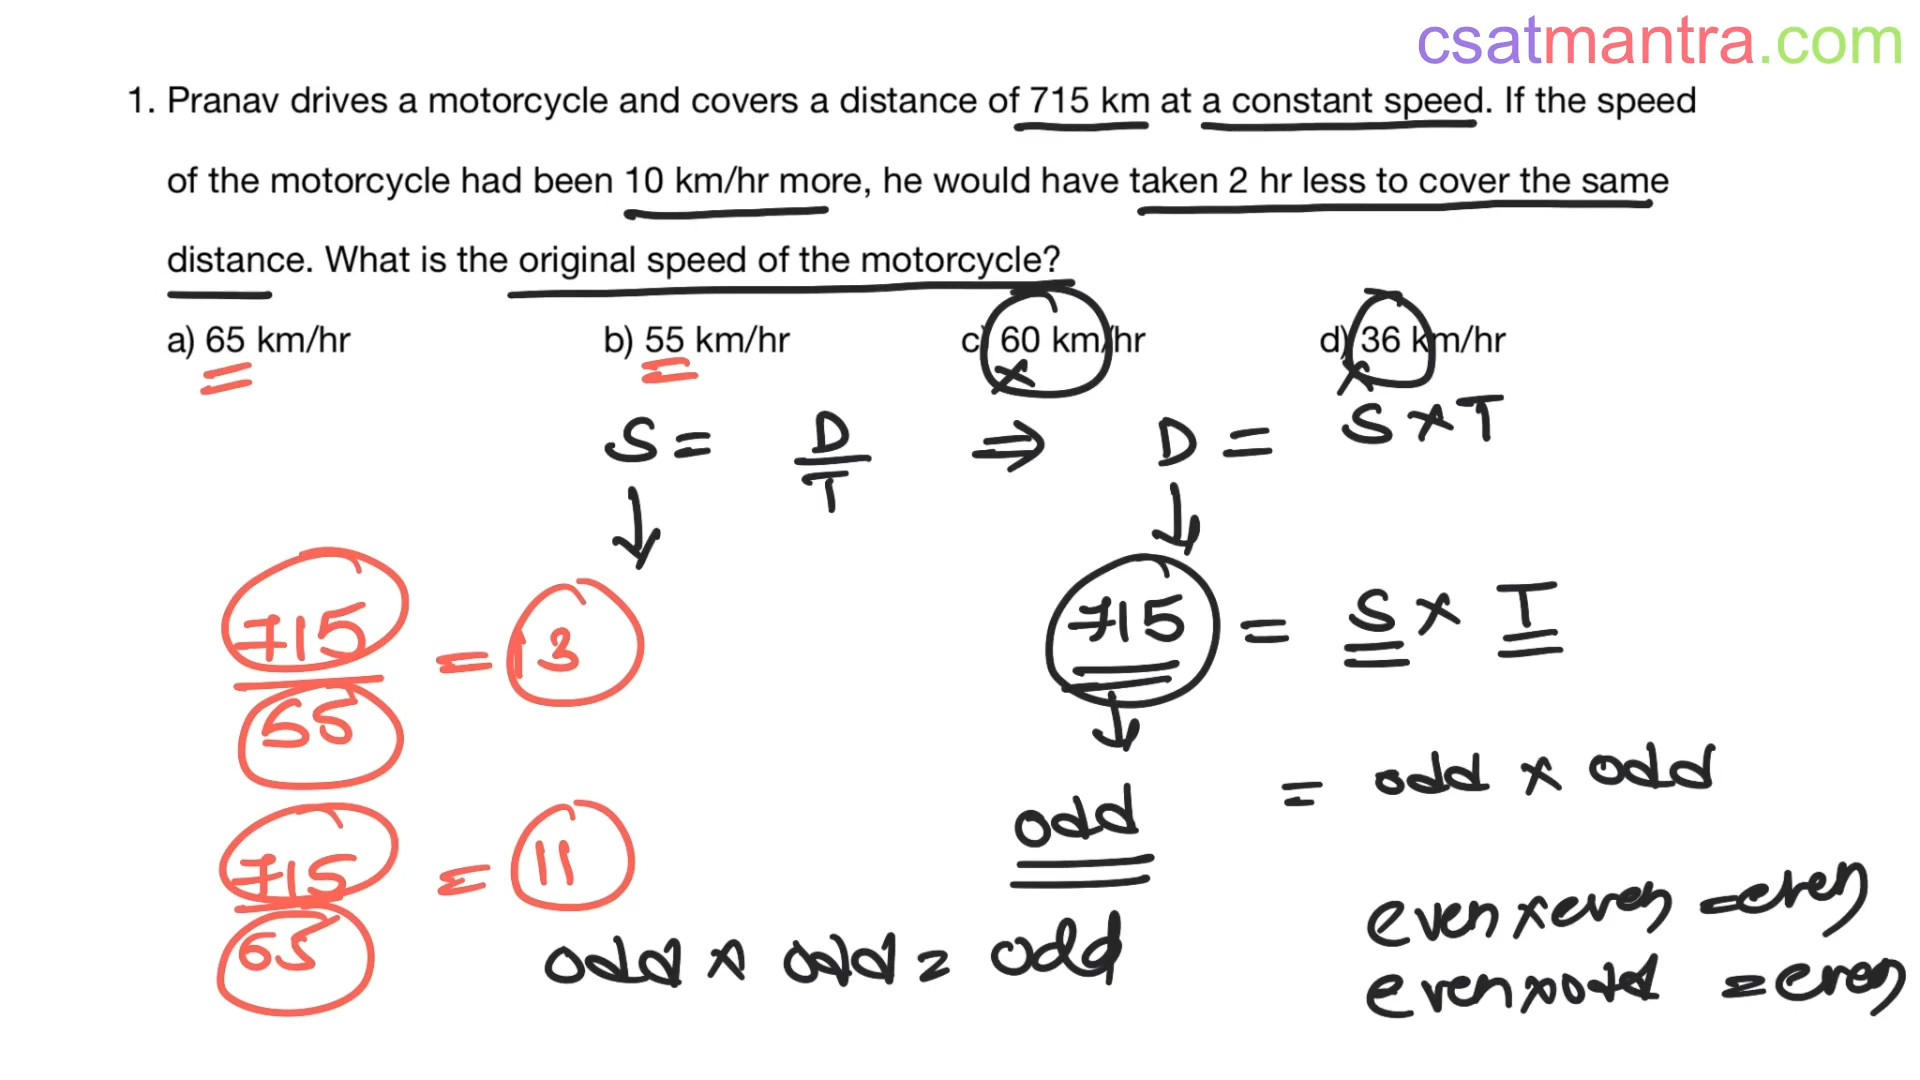 csatmantra.com
1. Pranav drives a motorcycle and covers a distance of 715 km at a constant speed. If the speed
of the motorcycle had been 10 km/hr more, he would have taken 2 hr less to cover the same
distance. What is the original speed of the motorcycle?
a) 65 km/hr b) 55 km/hr c) 60 km/hr d) 36 km/hr
S = D/T ⇒ D = S × T
715/55 = 13
715 = S × T
odd = odd × odd
715/65 = 11
even × even = even
odd × odd = odd
even × odd = even